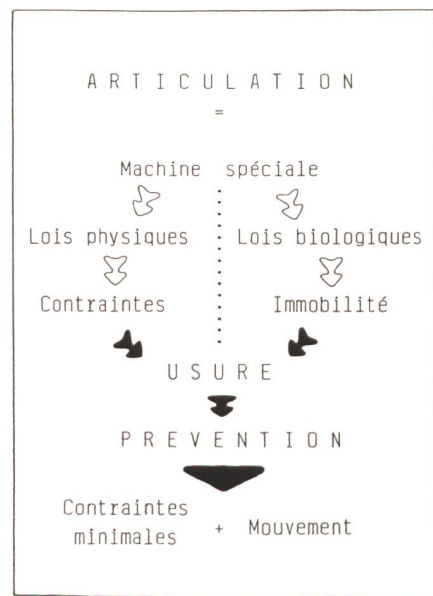 ARTICULATION
=
Machine spéciale
Lois physiques Lois biologiques
Contraintes Immobilité
USURE
PREVENTION
Contraintes
minimales + Mouvement